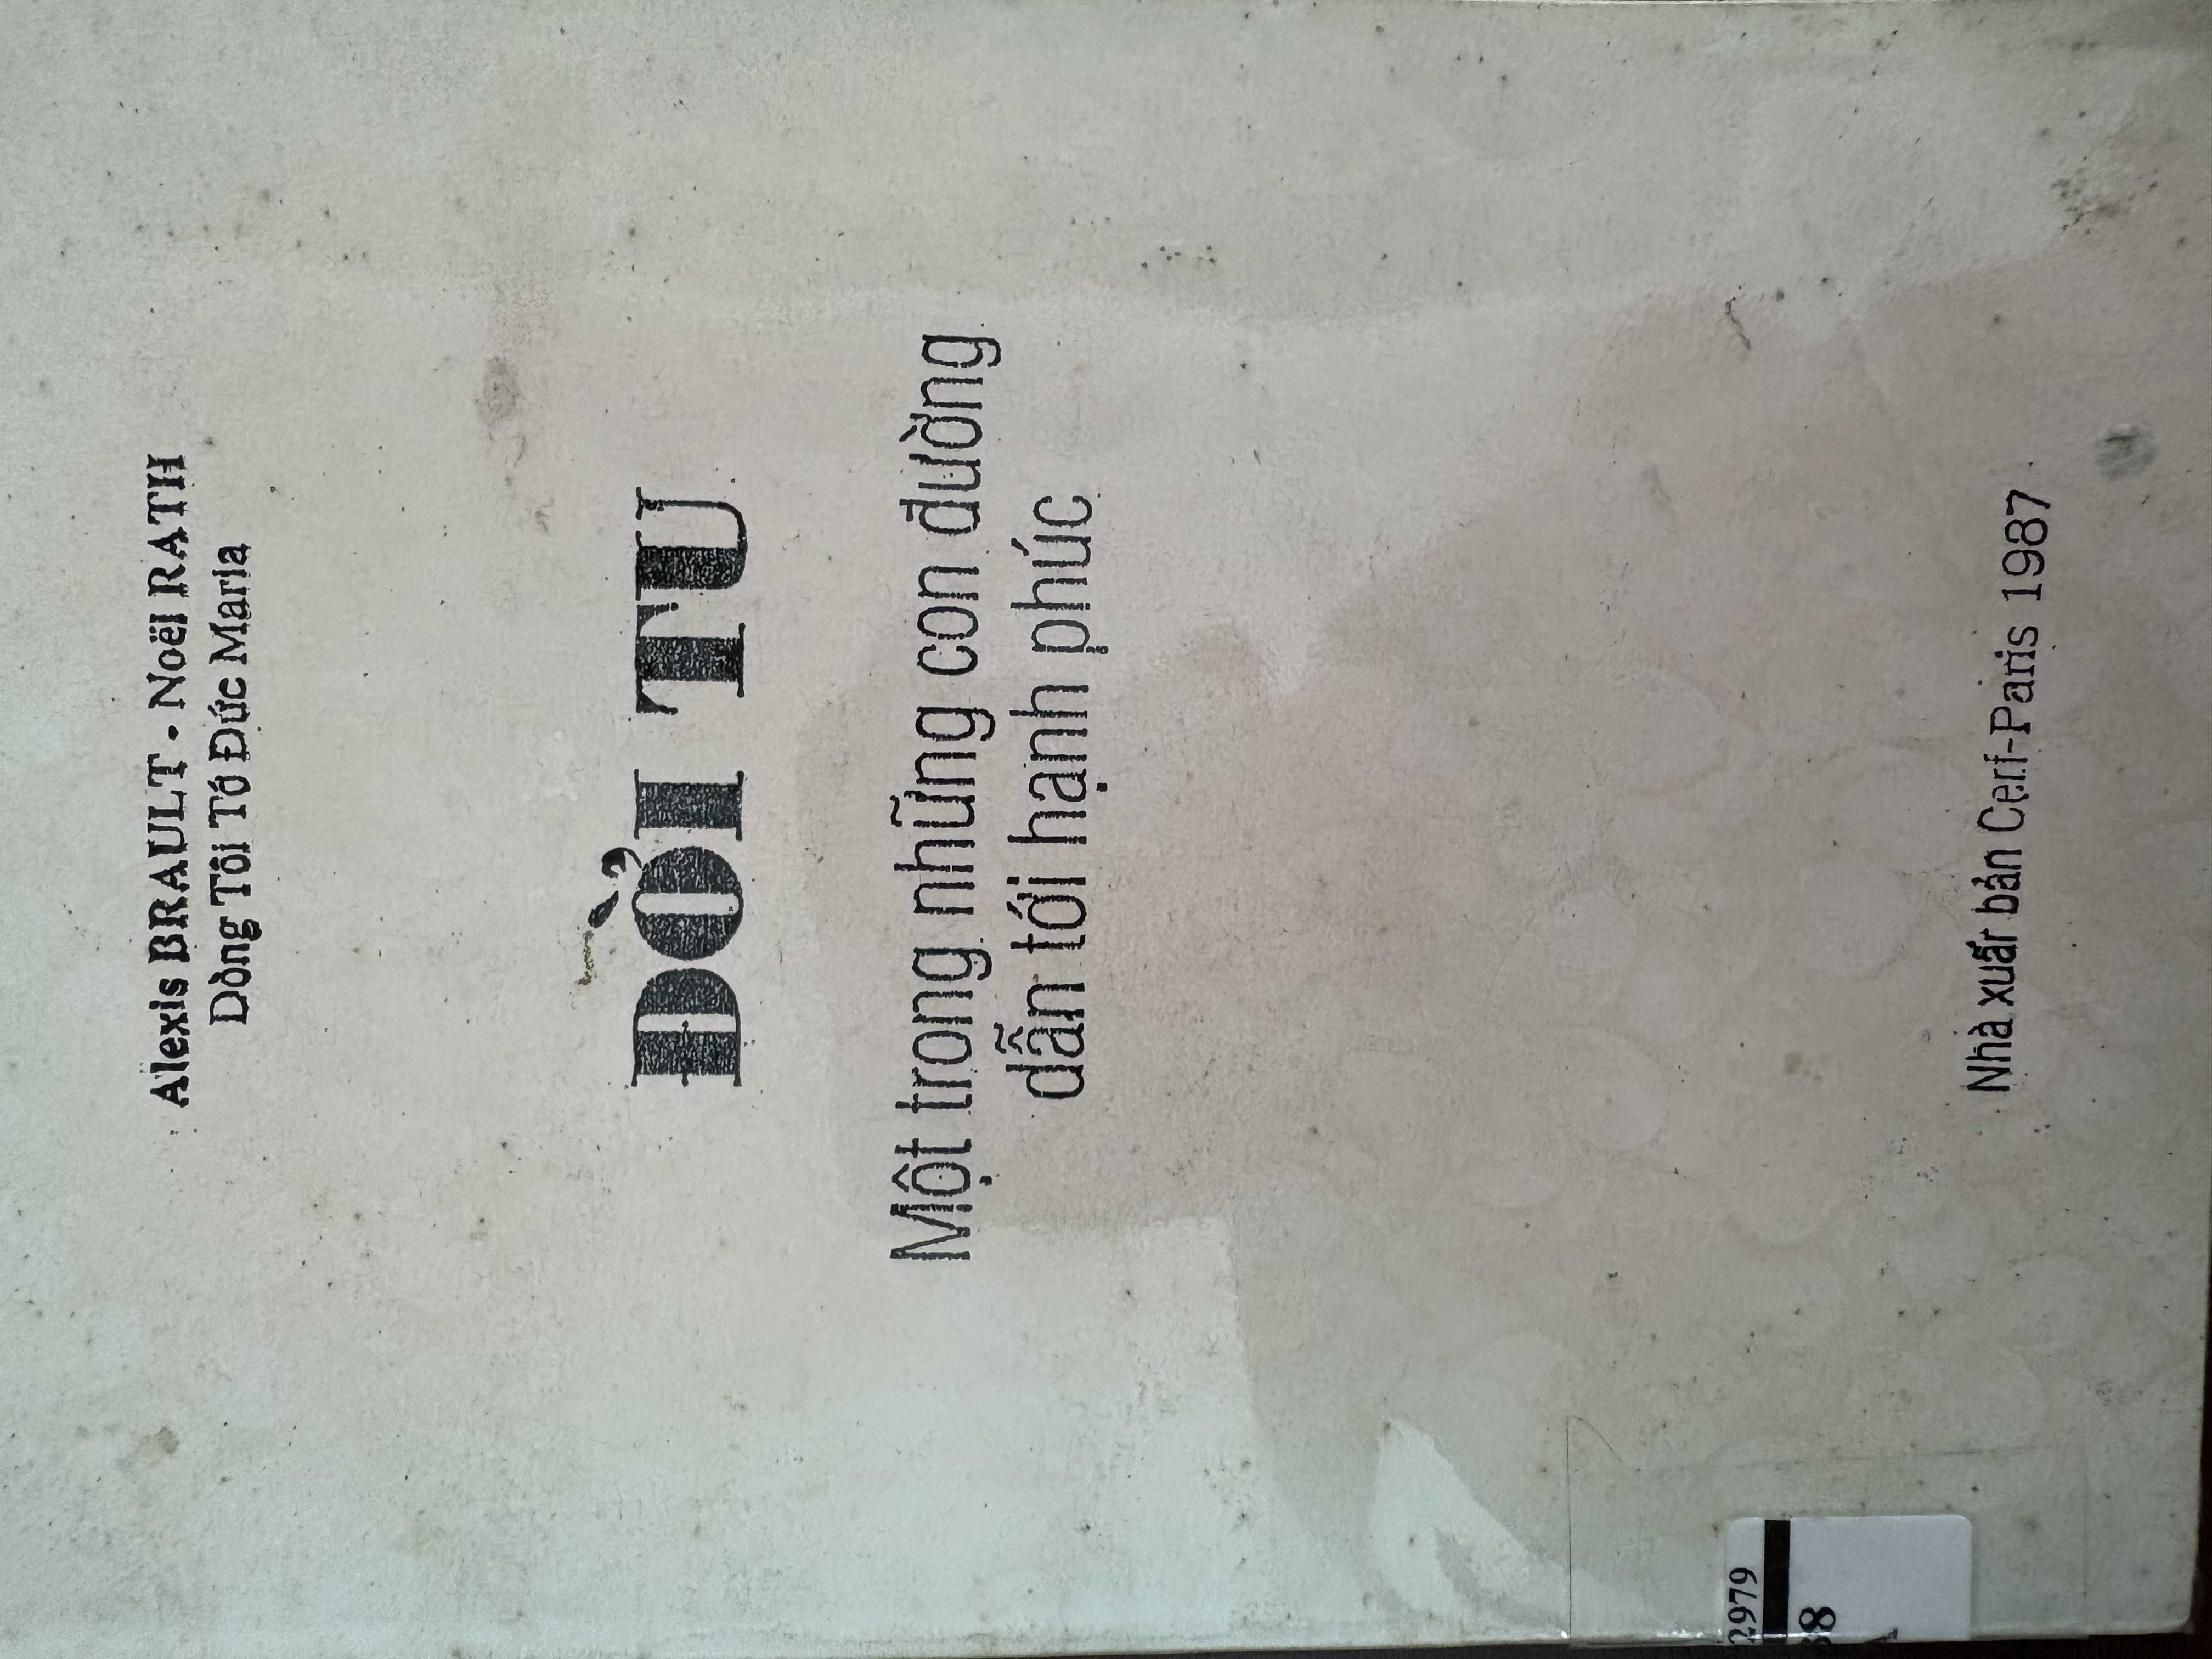 Alexis BRAULT - Noël RATH
Dòng Tôi Tớ Đức Maria
ĐỜI TU
Một trong những con đường
dẫn tới hạnh phúc
Nhà xuất bản Cerf-Paris 1987
2979